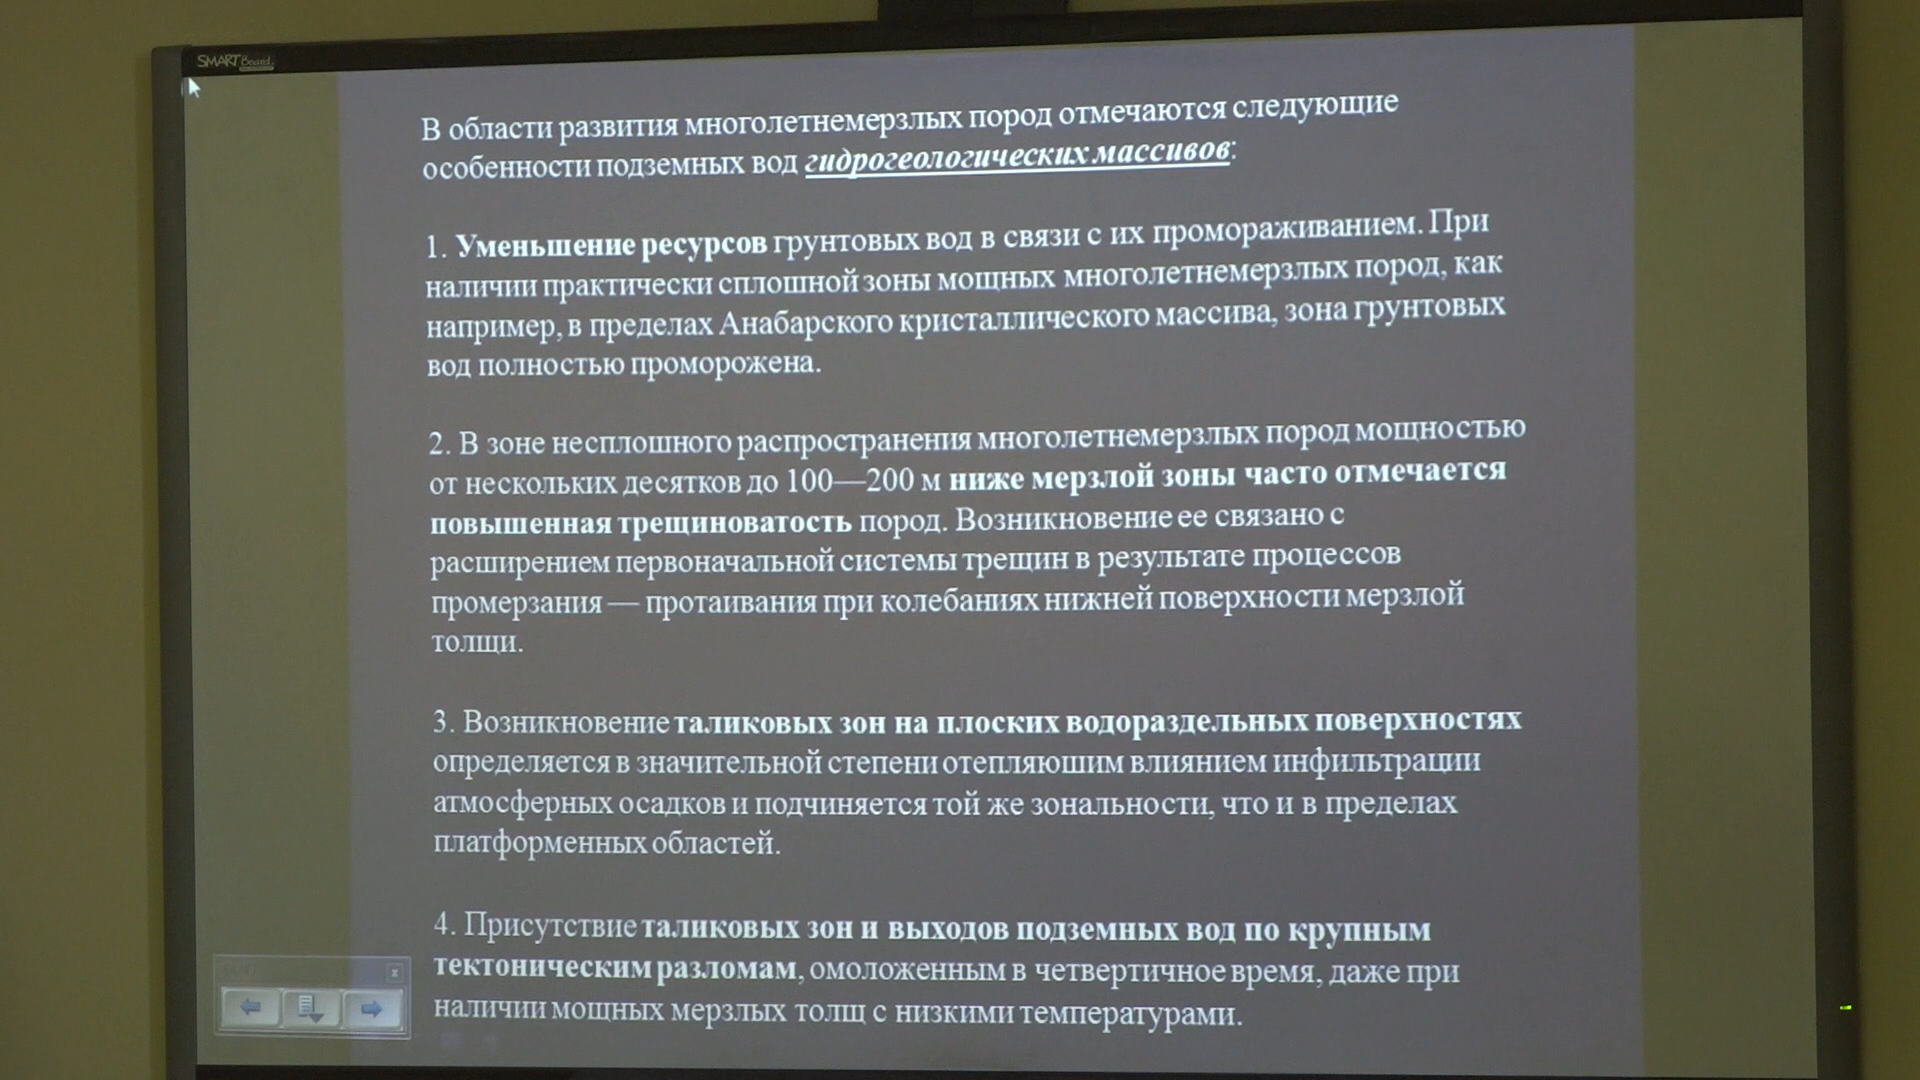 SMART Board
В области развития многолетнемерзлых пород отмечаются следующие
особенности подземных вод гидрогеологических массивов:
1. Уменьшение ресурсов грунтовых вод в связи с их промораживанием. При
наличии практически сплошной зоны мощных многолетнемерзлых пород, как
например, в пределах Анабарского кристаллического массива, зона грунтовых
вод полностью проморожена.
2. В зоне несплошного распространения многолетнемерзлых пород мощностью
от нескольких десятков до 100—200 м ниже мерзлой зоны часто отмечается
повышенная трещиноватость пород. Возникновение ее связано с
расширением первоначальной системы трещин в результате процессов
промерзания — протаивания при колебаниях нижней поверхности мерзлой
толщи.
3. Возникновение таликовых зон на плоских водораздельных поверхностях
определяется в значительной степени отепляюшим влиянием инфильтрации
атмосферных осадков и подчиняется той же зональности, что и в пределах
платформенных областей.
4. Присутствие таликовых зон и выходов подземных вод по крупным
тектоническим разломам, омоложенным в четвертичное время, даже при
наличии мощных мерзлых толщ с низкими температурами.